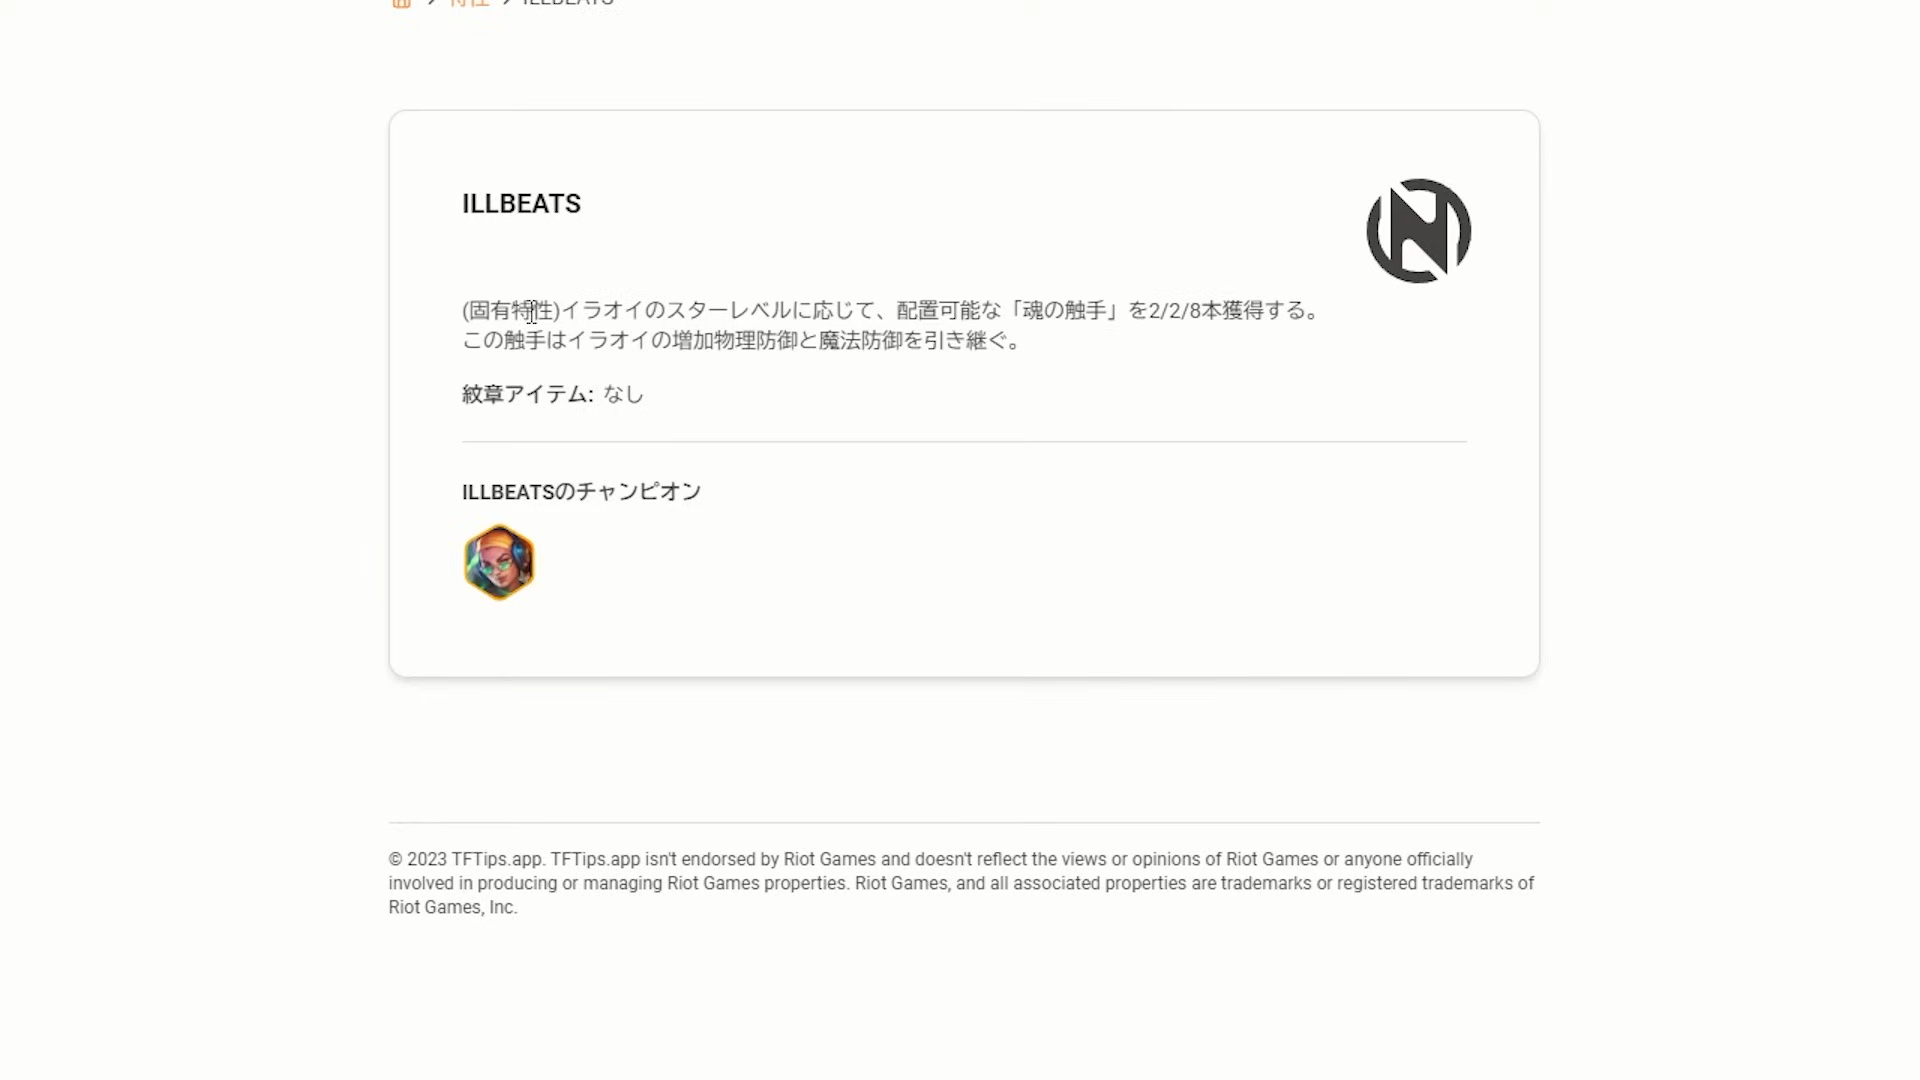 特性 > ILLBEATS
ILLBEATS
(固有特性)イラオイのスターレベルに応じて、配置可能な「魂の触手」を2/2/8本獲得する。
この触手はイラオイの増加物理防御と魔法防御を引き継ぐ。
紋章アイテム: なし
ILLBEATSのチャンピオン
© 2023 TFTips.app. TFTips.app isn't endorsed by Riot Games and doesn't reflect the views or opinions of Riot Games or anyone officially
involved in producing or managing Riot Games properties. Riot Games, and all associated properties are trademarks or registered trademarks of
Riot Games, Inc.